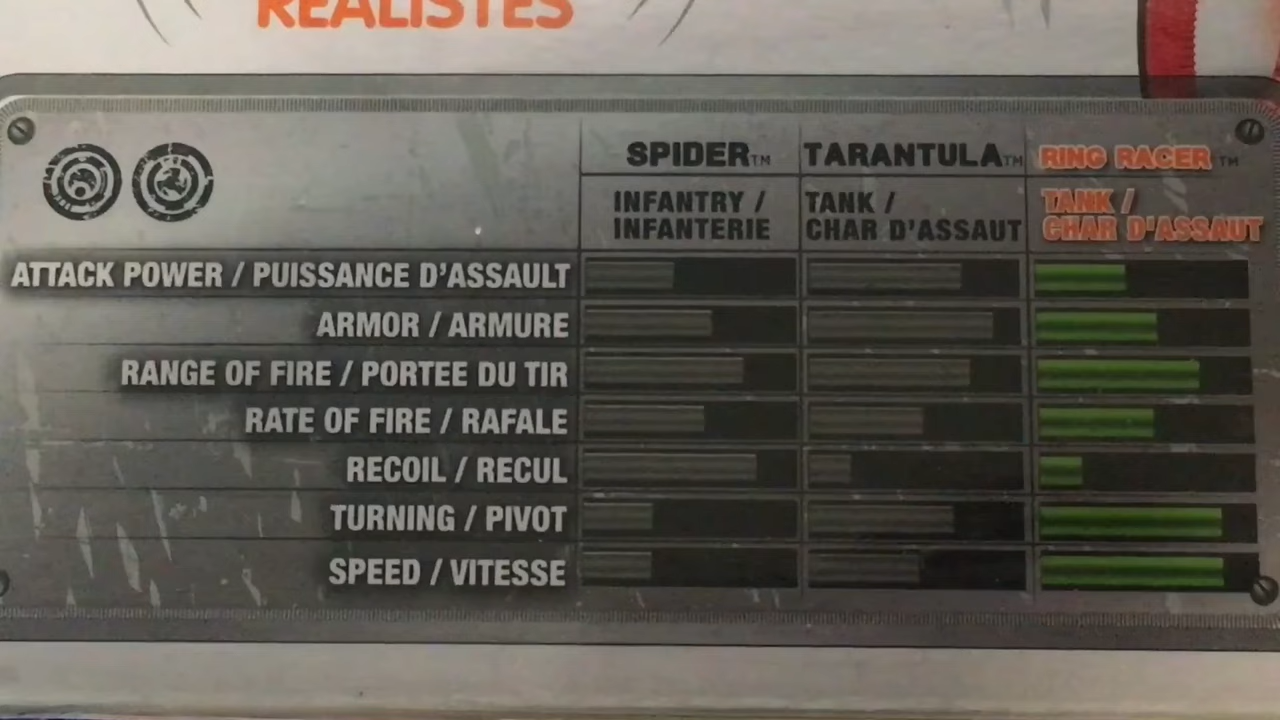 RÉALISTES
SPIDER™ TARANTULA™ RING RACER™
INFANTRY / TANK / TANK /
INFANTERIE CHAR D'ASSAUT CHAR D'ASSAUT
ATTACK POWER / PUISSANCE D'ASSAULT
ARMOR / ARMURE
RANGE OF FIRE / PORTEE DU TIR
RATE OF FIRE / RAFALE
RECOIL / RECUL
TURNING / PIVOT
SPEED / VITESSE